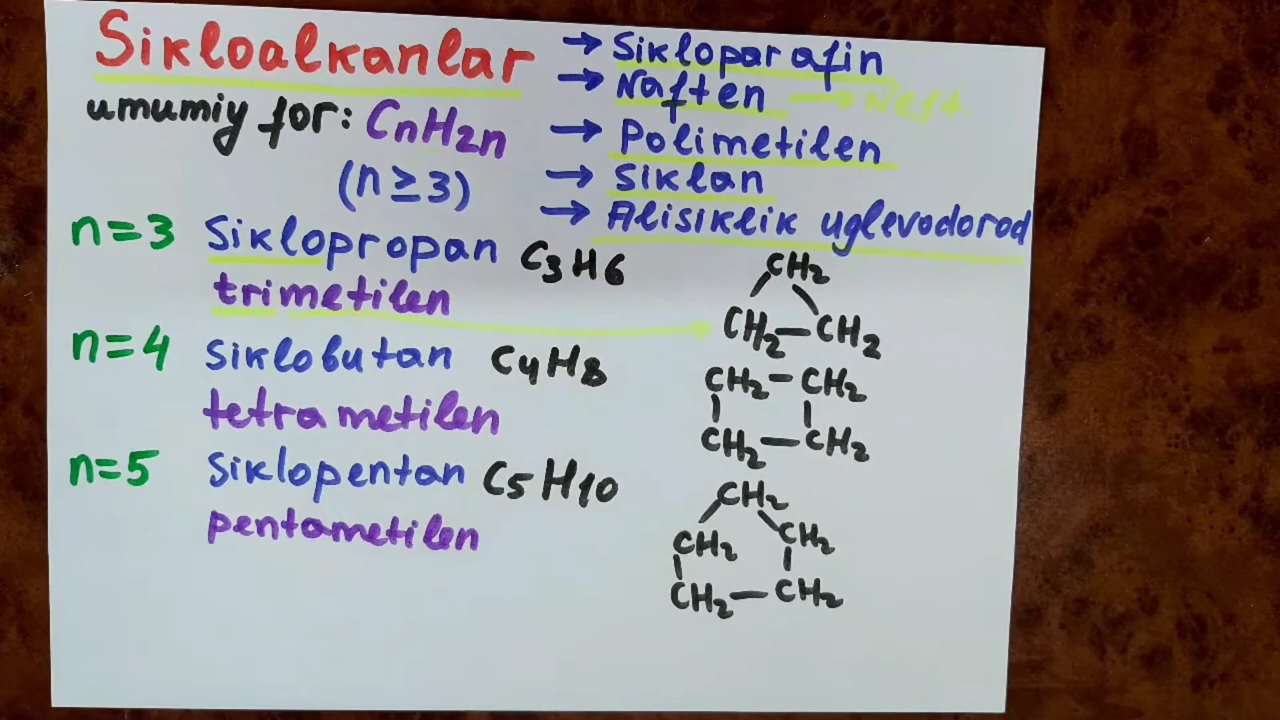 Sikloalkanlar
→ Sikloparafin
→ Naften → Neft.
→ Polimetilen
→ Siklan
→ Alisiklik uglevodorod
umumiy for: CnH2n
(n ≥ 3)
n=3 Siklopropan C3H6
trimetilen
CH2
CH2—CH2
n=4 Siklobutan C4H8
tetrametilen
CH2—CH2
CH2—CH2
n=5 Siklopentan C5H10
pentametilen
CH2
CH2 CH2
CH2—CH2